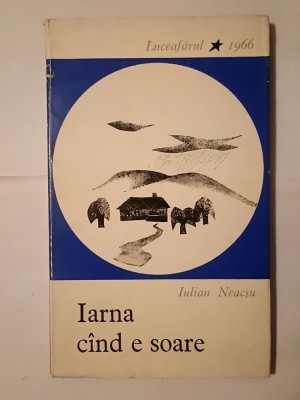 Luceafărul ★ 1966
Iulian Neacșu
Iarna
cînd e soare